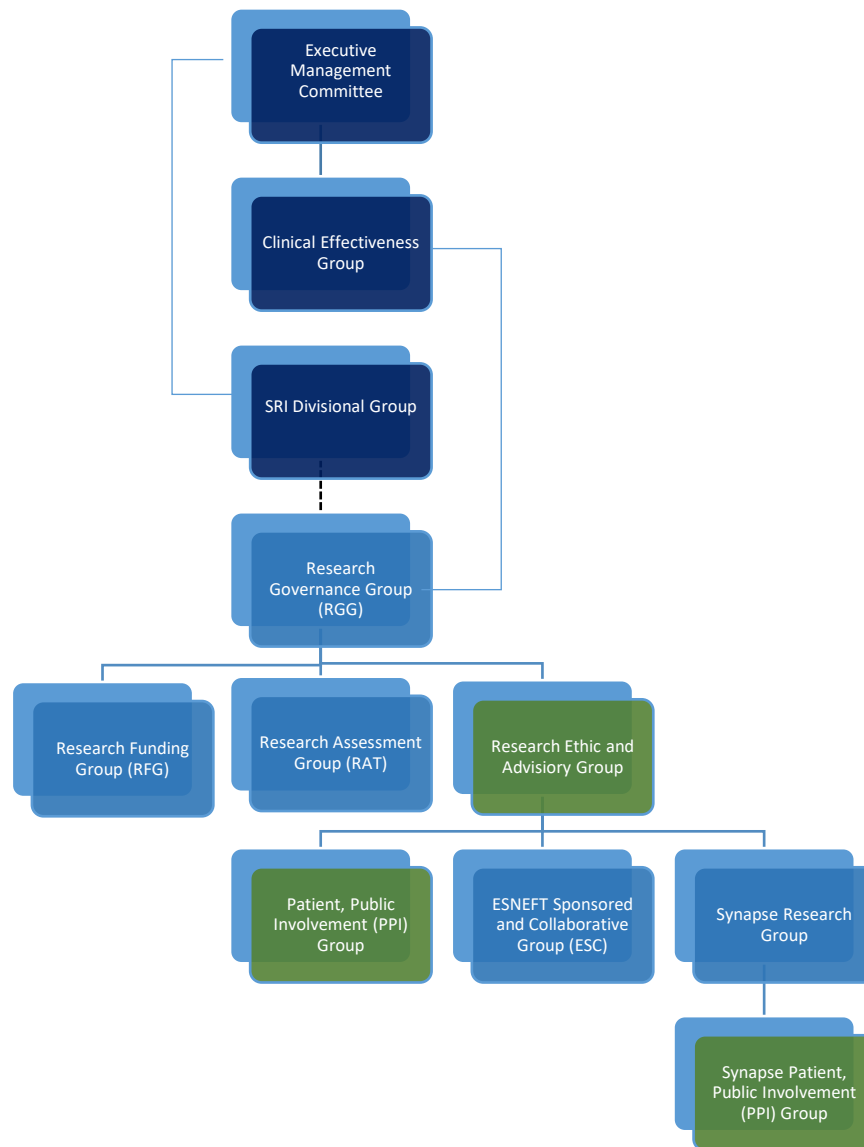 Executive
Management
Committee
Clinical Effectiveness
Group
SRI Divisional Group
Research
Governance Group
(RGG)
Research Funding
Group (RFG)
Research Assessment
Group (RAT)
Research Ethic and
Advisiory Group
Patient, Public
Involvement (PPI)
Group
ESNEFT Sponsored
and Collaborative
Group (ESC)
Synapse Research
Group
Synapse Patient,
Public Involvement
(PPI) Group